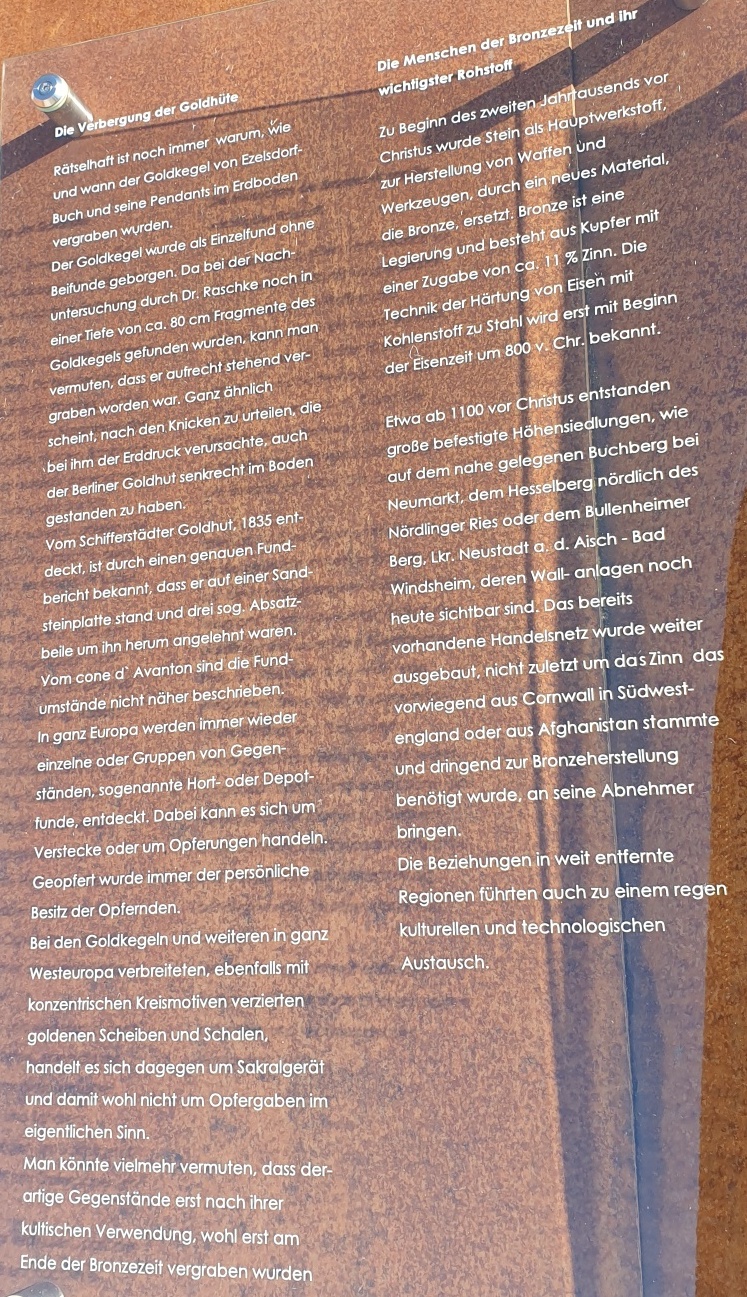 Die Verbergung der Goldhüte
Rätselhaft ist noch immer warum, wie
und wann der Goldkegel von Ezelsdorf-
Buch und seine Pendants im Erdboden
vergraben wurden.
Der Goldkegel wurde als Einzelfund ohne
Beifunde geborgen. Da bei der Nach-
untersuchung durch Dr. Raschke noch in
einer Tiefe von ca. 80 cm Fragmente des
Goldkegels gefunden wurden, kann man
vermuten, dass er aufrecht stehend ver-
graben worden war. Ganz ähnlich
scheint, nach den Knicken zu urteilen, die
bei ihm der Erddruck verursachte, auch
der Berliner Goldhut senkrecht im Boden
gestanden zu haben.
Vom Schifferstädter Goldhut, 1835 ent-
deckt, ist durch einen genauen Fund-
bericht bekannt, dass er auf einer Sand-
steinplatte stand und drei sog. Absatz-
beile um ihn herum angelehnt waren.
Vom cone d` Avanton sind die Fund-
umstände nicht näher beschrieben.
In ganz Europa werden immer wieder
einzelne oder Gruppen von Gegen-
ständen, sogenannte Hort- oder Depot-
funde, entdeckt. Dabei kann es sich um
Verstecke oder um Opferungen handeln.
Geopfert wurde immer der persönliche
Besitz der Opfernden.
Bei den Goldkegeln und weiteren in ganz
Westeuropa verbreiteten, ebenfalls mit
konzentrischen Kreismotiven verzierten
goldenen Scheiben und Schalen,
handelt es sich dagegen um Sakralgerät
und damit wohl nicht um Opfergaben im
eigentlichen Sinn.
Man könnte vielmehr vermuten, dass der-
artige Gegenstände erst nach ihrer
kultischen Verwendung, wohl erst am
Ende der Bronzezeit vergraben wurden
Die Menschen der Bronzezeit und ihr
wichtigster Rohstoff
Zu Beginn des zweiten Jahrtausends vor
Christus wurde Stein als Hauptwerkstoff,
zur Herstellung von Waffen und
Werkzeugen, durch ein neues Material,
die Bronze, ersetzt. Bronze ist eine
Legierung und besteht aus Kupfer mit
einer Zugabe von ca. 11 % Zinn. Die
Technik der Härtung von Eisen mit
Kohlenstoff zu Stahl wird erst mit Beginn
der Eisenzeit um 800 v. Chr. bekannt.
Etwa ab 1100 vor Christus entstanden
große befestigte Höhensiedlungen, wie
auf dem nahe gelegenen Buchberg bei
Neumarkt, dem Hesselberg nördlich des
Nördlinger Ries oder dem Bullenheimer
Berg, Lkr. Neustadt a. d. Aisch - Bad
Windsheim, deren Wall- anlagen noch
heute sichtbar sind. Das bereits
vorhandene Handelsnetz wurde weiter
ausgebaut, nicht zuletzt um das Zinn das
vorwiegend aus Cornwall in Südwest-
england oder aus Afghanistan stammte
und dringend zur Bronzeherstellung
benötigt wurde, an seine Abnehmer
bringen.
Die Beziehungen in weit entfernte
Regionen führten auch zu einem regen
kulturellen und technologischen
Austausch.